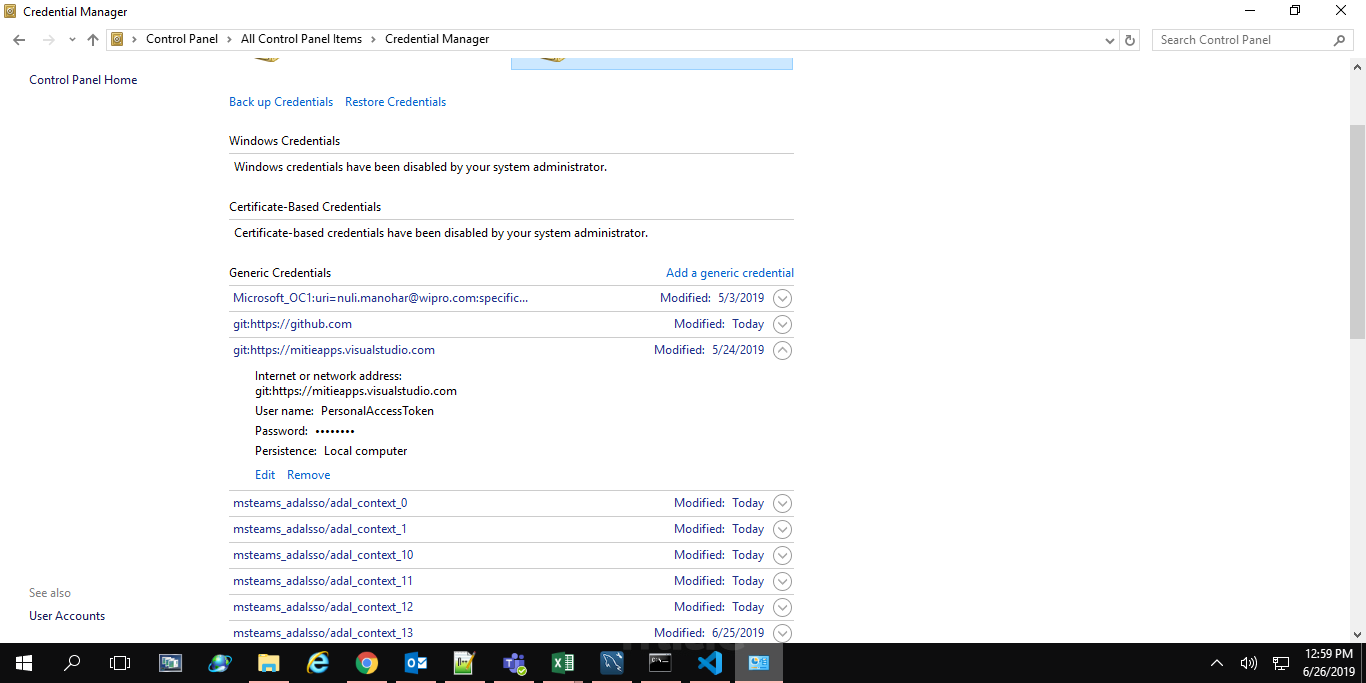 Credential Manager
Control Panel > All Control Panel Items > Credential Manager
Search Control Panel
Control Panel Home
Back up Credentials Restore Credentials
Windows Credentials
Windows credentials have been disabled by your system administrator.
Certificate-Based Credentials
Certificate-based credentials have been disabled by your system administrator.
Generic Credentials Add a generic credential
Microsoft_OC1:uri=nuli.manohar@wipro.com:specific... Modified: 5/3/2019
git:https://github.com Modified: Today
git:https://mitieapps.visualstudio.com Modified: 5/24/2019
Internet or network address:
git:https://mitieapps.visualstudio.com
User name: PersonalAccessToken
Password: ••••••••
Persistence: Local computer
Edit Remove
msteams_adalsso/adal_context_0 Modified: Today
msteams_adalsso/adal_context_1 Modified: Today
msteams_adalsso/adal_context_10 Modified: Today
msteams_adalsso/adal_context_11 Modified: Today
msteams_adalsso/adal_context_12 Modified: Today
msteams_adalsso/adal_context_13 Modified: 6/25/2019
See also
User Accounts
12:59 PM
6/26/2019